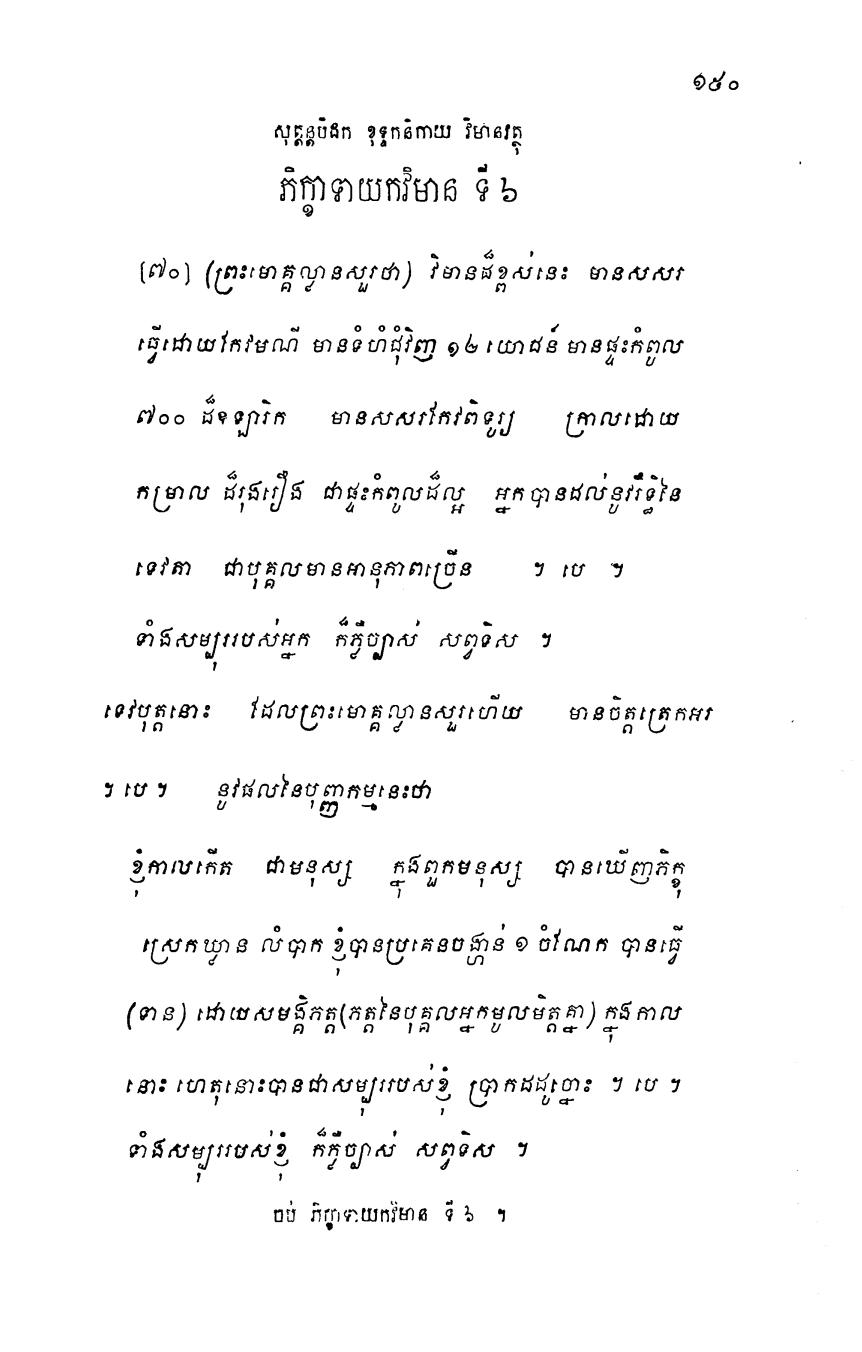 ១៥០
សុត្តន្តបិដក ខុទ្ទកនិកាយ វិមានវត្ថុ
ភិក្ខាទាយកវិមាន ទី ៦
[៧០] (ព្រះមោគ្គល្លានសួរថា) វិមានដ៏ខ្ពស់នេះ មានសសរ
ធ្វើដោយកែវមណី មានទំហំជុំវិញ ១២ យោជន៍ មានផ្ទះកំពូល
៧០០ ដ៏ឧឡារិក មានសសរកែវពិទូរ្យ ក្រាលដោយ
កម្រាល ដ៏រុងរឿង ជាផ្ទះកំពូលដ៏ល្អ អ្នកបានដល់នូវឫទ្ធិនៃ
ទេវតា ជាបុគ្គលមានអានុភាពច្រើន ។ បេ ។
ទាំងសម្បុររបស់អ្នក ក៏ភ្លឺច្បាស់ សព្វទិស ។
ទេវបុត្តនោះ ដែលព្រះមោគ្គល្លានសួរហើយ មានចិត្តត្រេកអរ
។ បេ ។ នូវផលនៃបុញ្ញកម្មនេះថា
ខ្ញុំកាលកើត ជាមនុស្ស ក្នុងពួកមនុស្ស បានឃើញភិក្ខុ
ស្រេកឃ្លាន លំបាក ខ្ញុំបានប្រគេនចង្ហាន់ ១ ចំណែក បានធ្វើ
(ទាន) ដោយសមង្គិភត្ត (ភត្តនៃបុគ្គលអ្នកមូលមិត្តគ្នា) ក្នុងកាល
នោះ ហេតុនោះបានជាសម្បុររបស់ខ្ញុំ ប្រាកដដូច្នោះ ។ បេ ។
ទាំងសម្បុររបស់ខ្ញុំ ក៏ភ្លឺច្បាស់ សព្វទិស ។
ចប់ ភិក្ខាទាយកវិមាន ទី ៦ ។